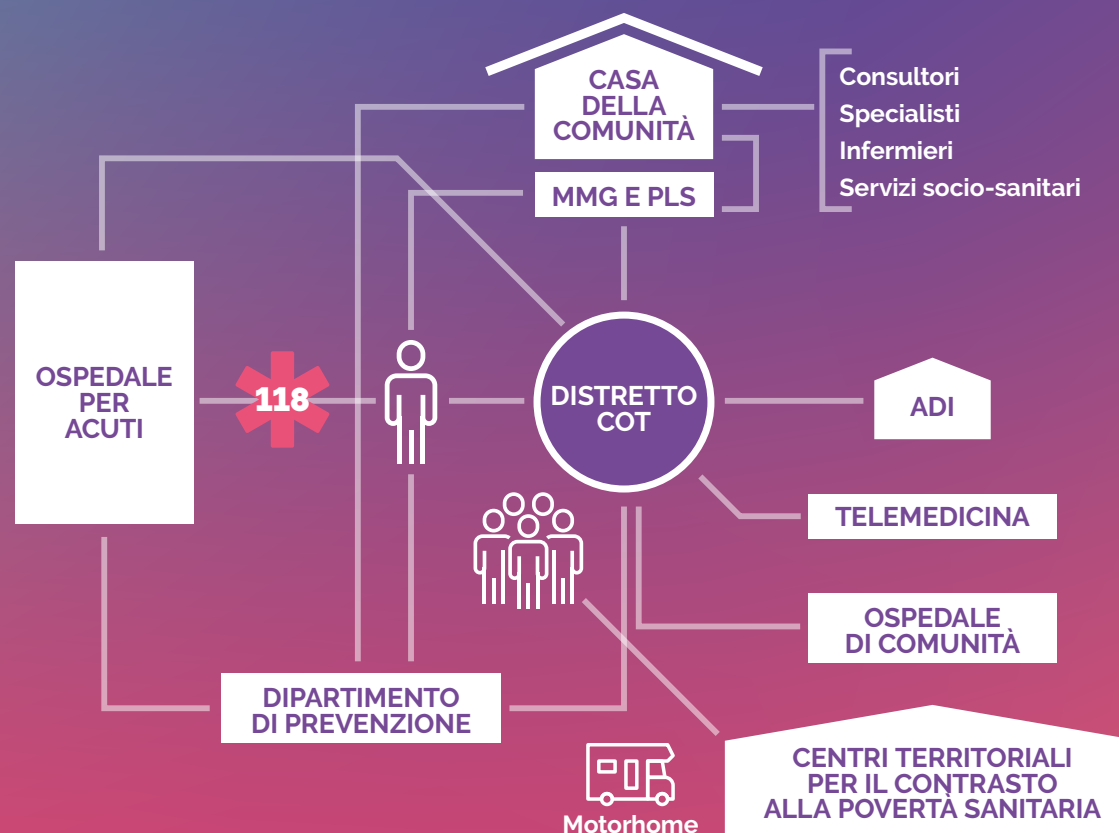 CASA
DELLA
COMUNITÀ
Consultori
Specialisti
Infermieri
Servizi socio-sanitari
MMG E PLS
OSPEDALE
PER
ACUTI
118
DISTRETTO
COT
ADI
TELEMEDICINA
OSPEDALE
DI COMUNITÀ
DIPARTIMENTO
DI PREVENZIONE
Motorhome
CENTRI TERRITORIALI
PER IL CONTRASTO
ALLA POVERTÀ SANITARIA